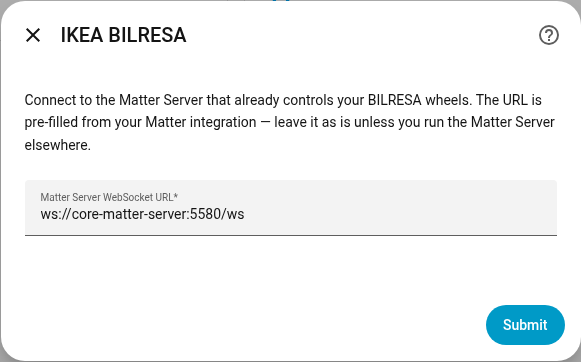 IKEA BILRESA
Connect to the Matter Server that already controls your BILRESA wheels. The URL is
pre-filled from your Matter integration — leave it as is unless you run the Matter Server
elsewhere.
Matter Server WebSocket URL*
ws://core-matter-server:5580/ws
Submit